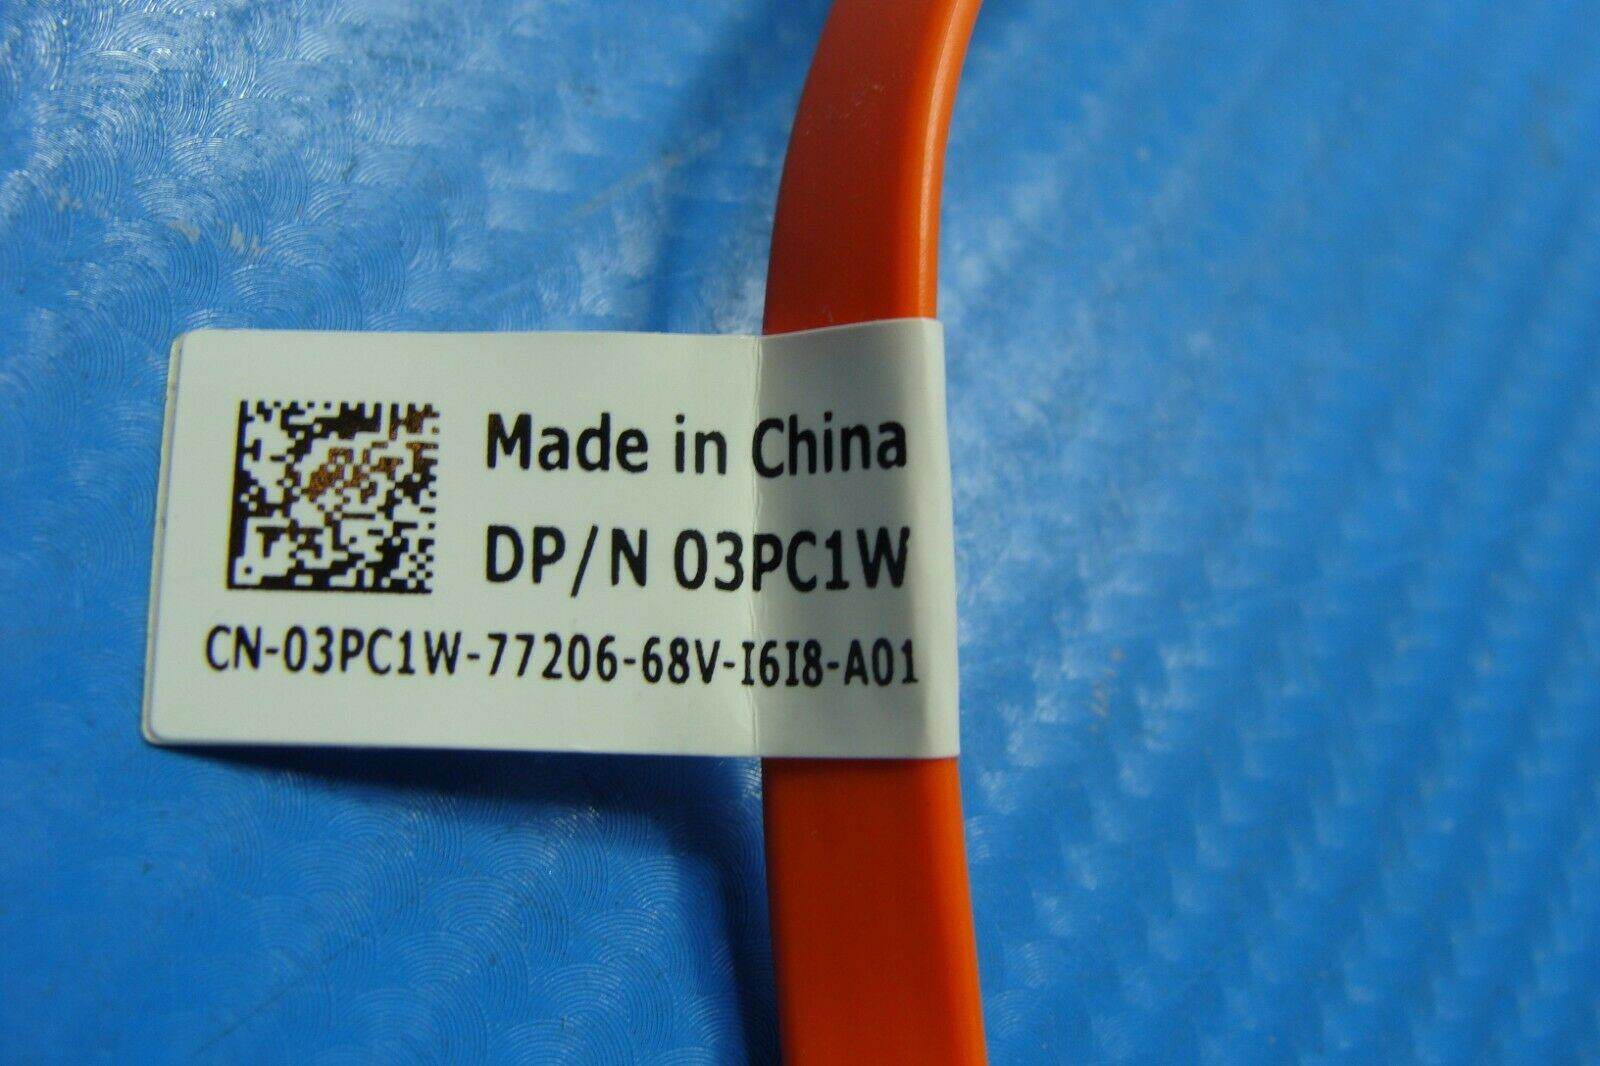 Made in China
DP/N 03PC1W
CN-03PC1W-77206-68V-I6I8-A01